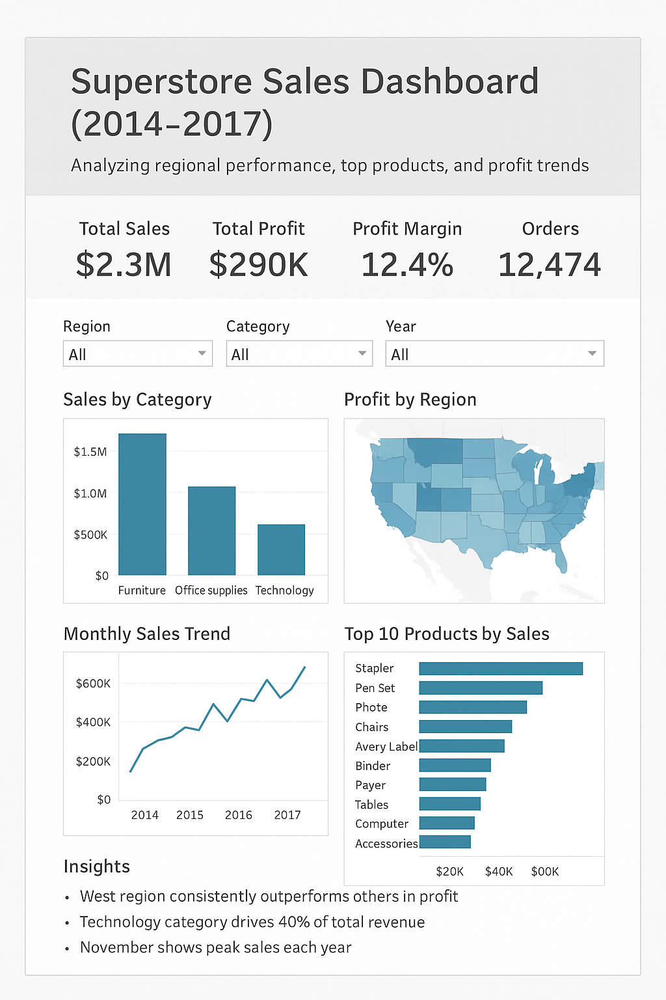 Superstore Sales Dashboard
(2014–2017)
Analyzing regional performance, top products, and profit trends
Total Sales
$2.3M
Total Profit
$290K
Profit Margin
12.4%
Orders
12,474
Region
All
Category
All
Year
All
Sales by Category
$1.5M
$1.0M
$500K
$0
Furniture
Office supplies
Technology
Profit by Region
Monthly Sales Trend
$600K
$400K
$200K
$0
2014
2015
2016
2017
Top 10 Products by Sales
Stapler
Pen Set
Phote
Chairs
Avery Label
Binder
Payer
Tables
Computer
Accessories
$20K
$40K
$00K
Insights
• West region consistently outperforms others in profit
• Technology category drives 40% of total revenue
• November shows peak sales each year